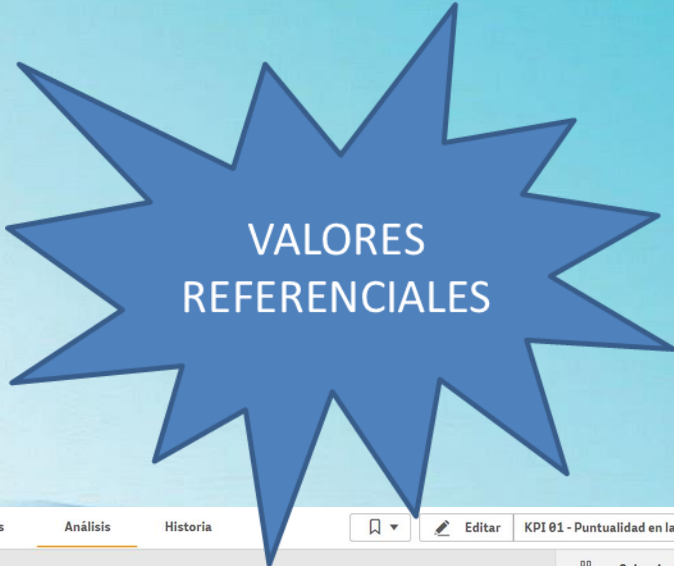 VALORES
REFERENCIALES
Análisis Historia Editar KPI 01 - Puntualidad en la